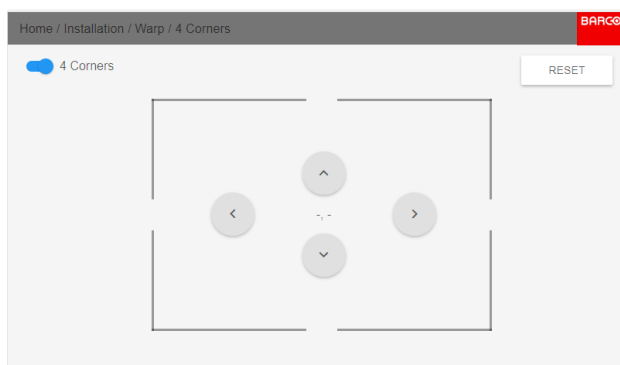 Home / Installation / Warp / 4 Corners
BARCO
4 Corners
RESET
-, -